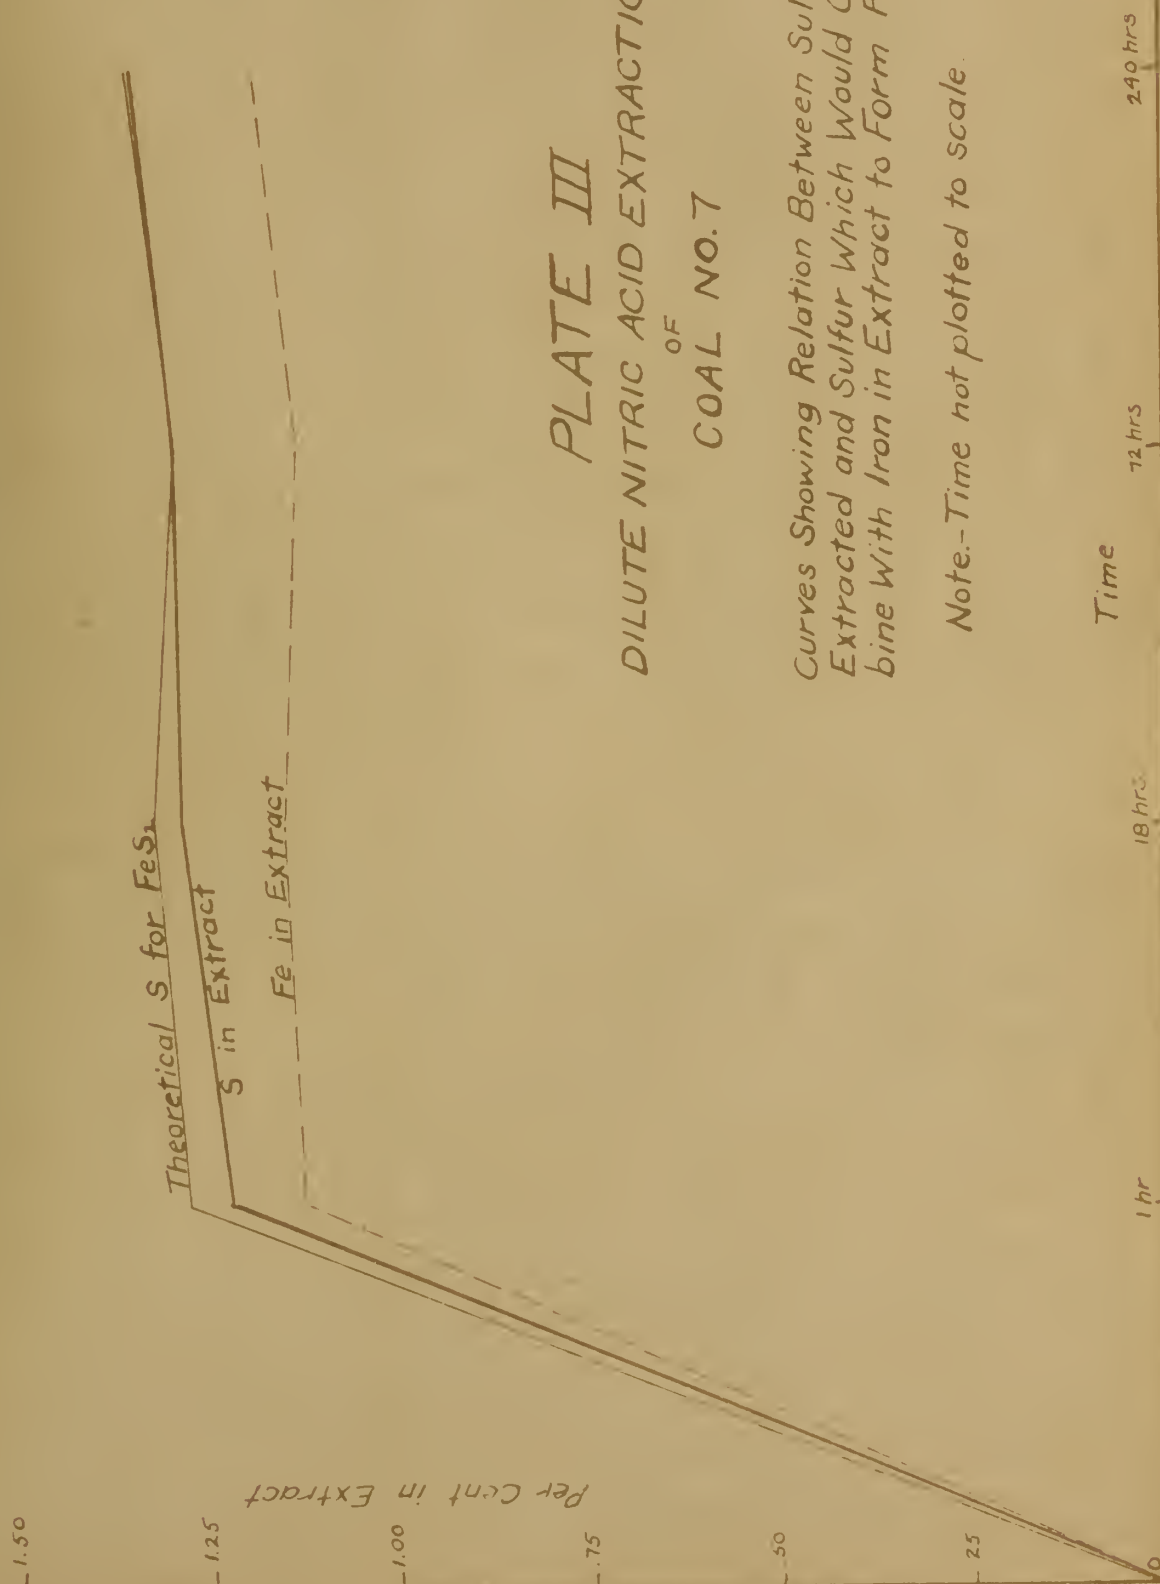 PLATE III
DILUTE NITRIC ACID EXTRACTIO
OF
COAL NO. 7
Curves Showing Relation Between Sul
Extracted and Sulfur Which Would C
bine With Iron in Extract to Form F
Note.-Time not plotted to scale.
Theoretical S for FeS₂
S in Extract
Fe in Extract
Per Cent in Extract
1.50
1.25
1.00
.75
.50
25
0
1 hr
18 hrs
72 hrs
240 hrs
Time